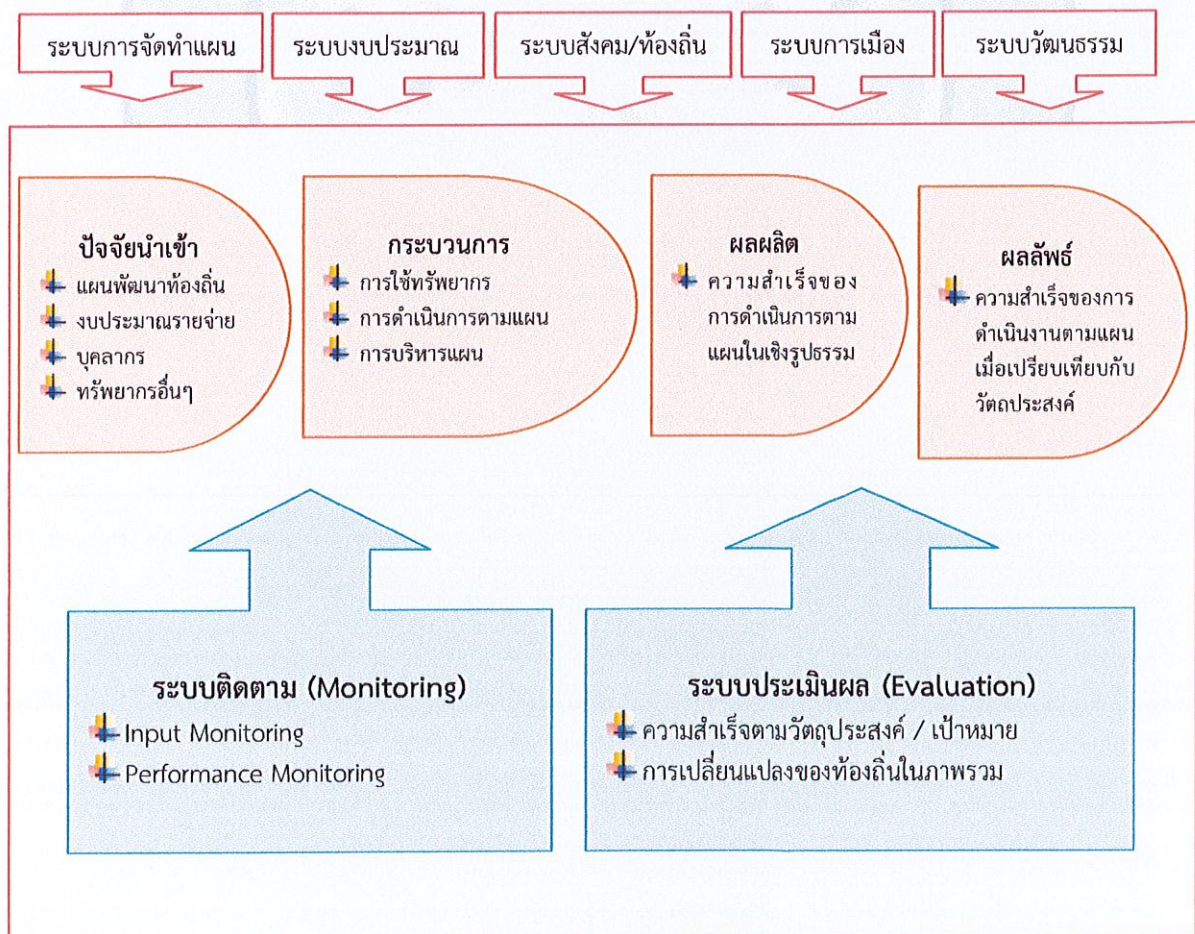 ระบบการจัดทำแผน
ระบบงบประมาณ
ระบบสังคม/ท้องถิ่น
ระบบการเมือง
ระบบวัฒนธรรม
ปัจจัยนำเข้า
แผนพัฒนาท้องถิ่น
งบประมาณรายจ่าย
บุคลากร
ทรัพยากรอื่นๆ
กระบวนการ
การใช้ทรัพยากร
การดำเนินการตามแผน
การบริหารแผน
ผลผลิต
ความสำเร็จของ
การดำเนินการตาม
แผนในเชิงรูปธรรม
ผลลัพธ์
ความสำเร็จของการ
ดำเนินงานตามแผน
เมื่อเปรียบเทียบกับ
วัตถประสงค์
ระบบติดตาม (Monitoring)
Input Monitoring
Performance Monitoring
ระบบประเมินผล (Evaluation)
ความสำเร็จตามวัตถุประสงค์ / เป้าหมาย
การเปลี่ยนแปลงของท้องถิ่นในภาพรวม